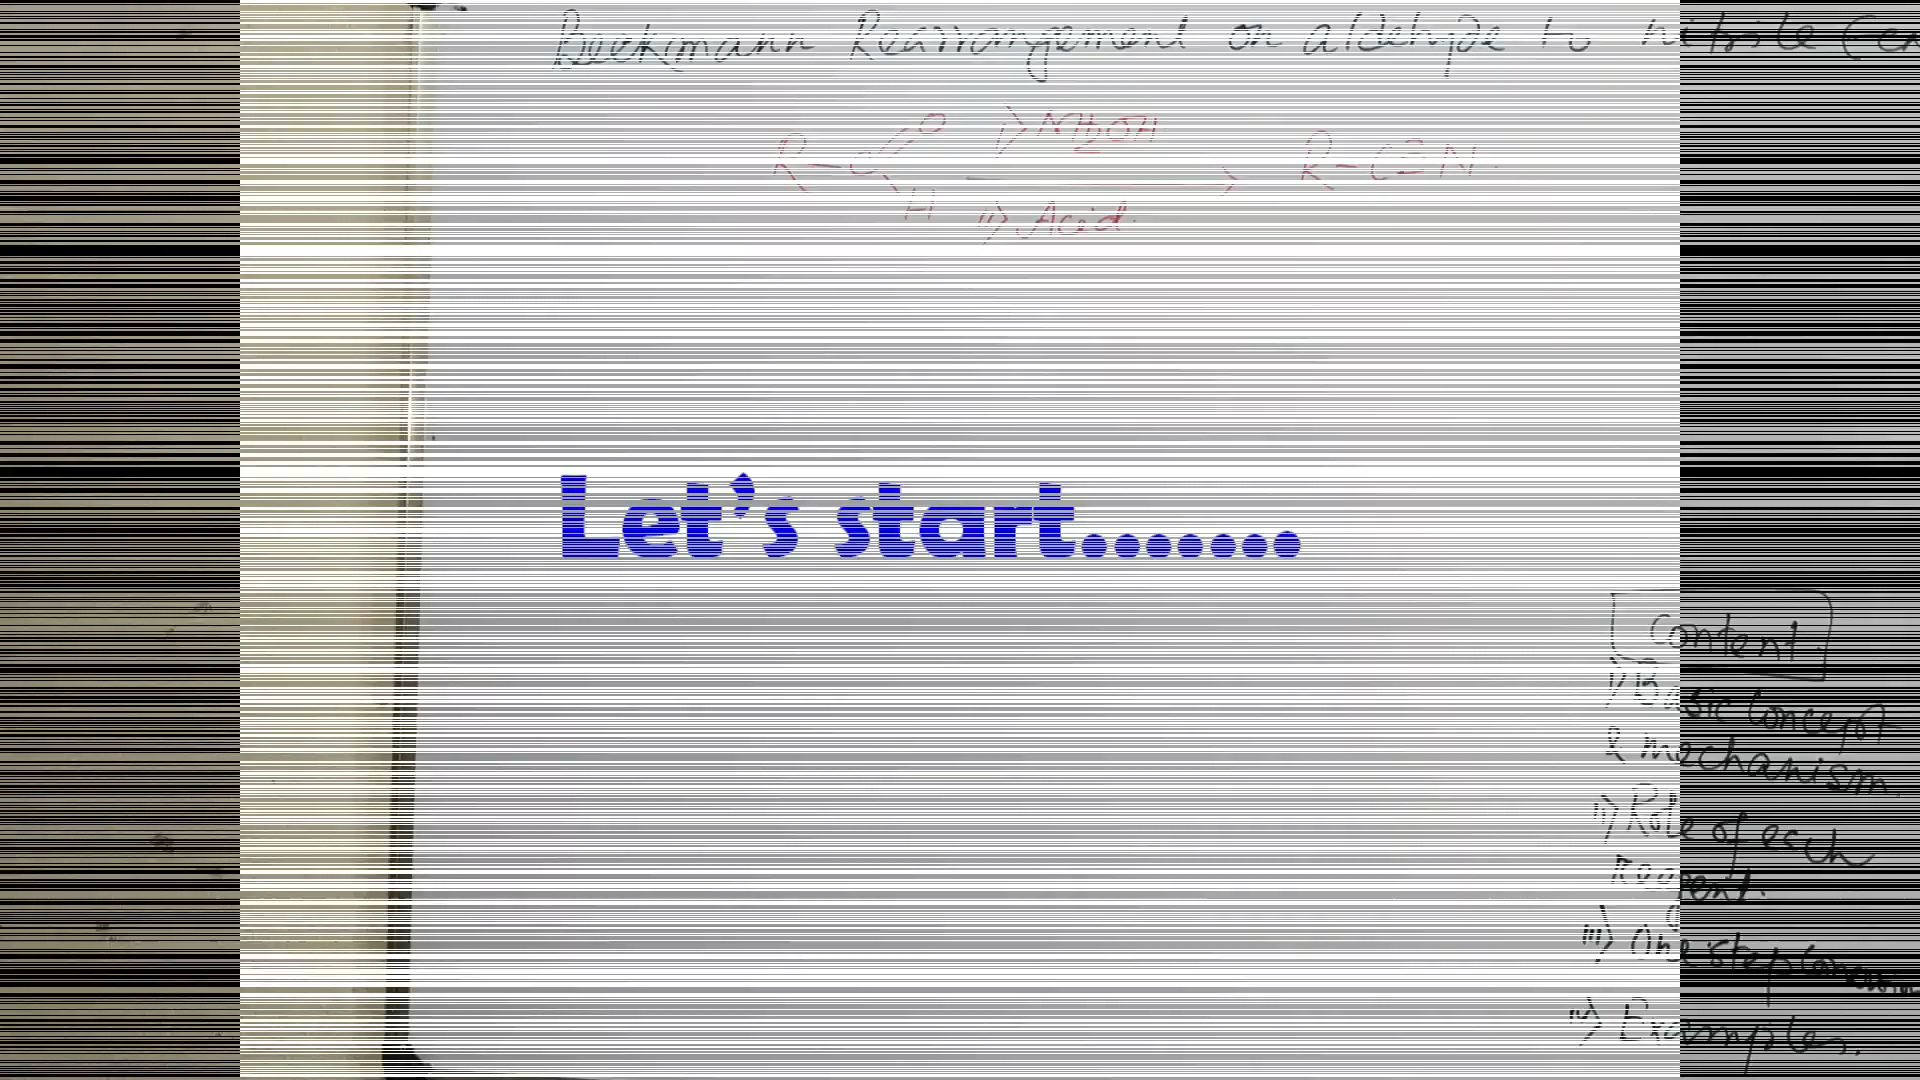 Beckmann Rearrangement on aldehyde to nitrile
R-C=O i) NH2OH R-C≡N
H ii) Acid.
Let's start.......
Content.
i) Basic Concept
& mechanism.
ii) Role of each
reagent.
iii) One step Conversion
iv) Examples.